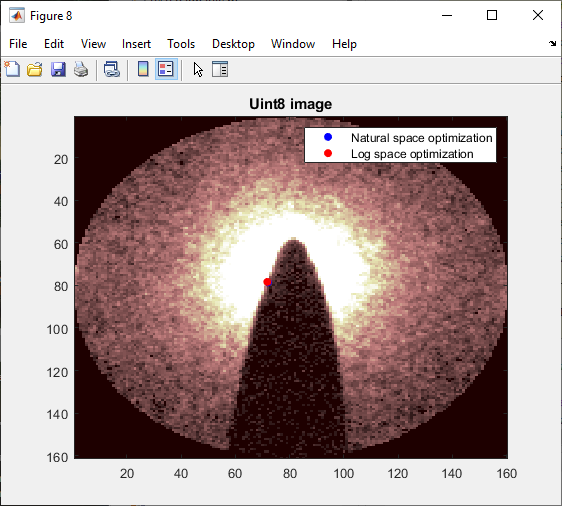 Figure 8
File Edit View Insert Tools Desktop Window Help
Uint8 image
Natural space optimization
Log space optimization
20
40
60
80
100
120
140
160
20 40 60 80 100 120 140 160